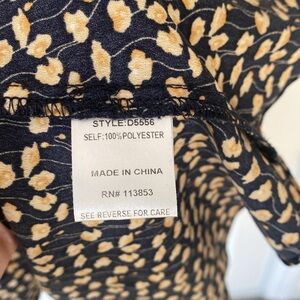 STYLE:D5556
SELF:100%POLYESTER
MADE IN CHINA
RN# 113853
SEE REVERSE FOR CARE